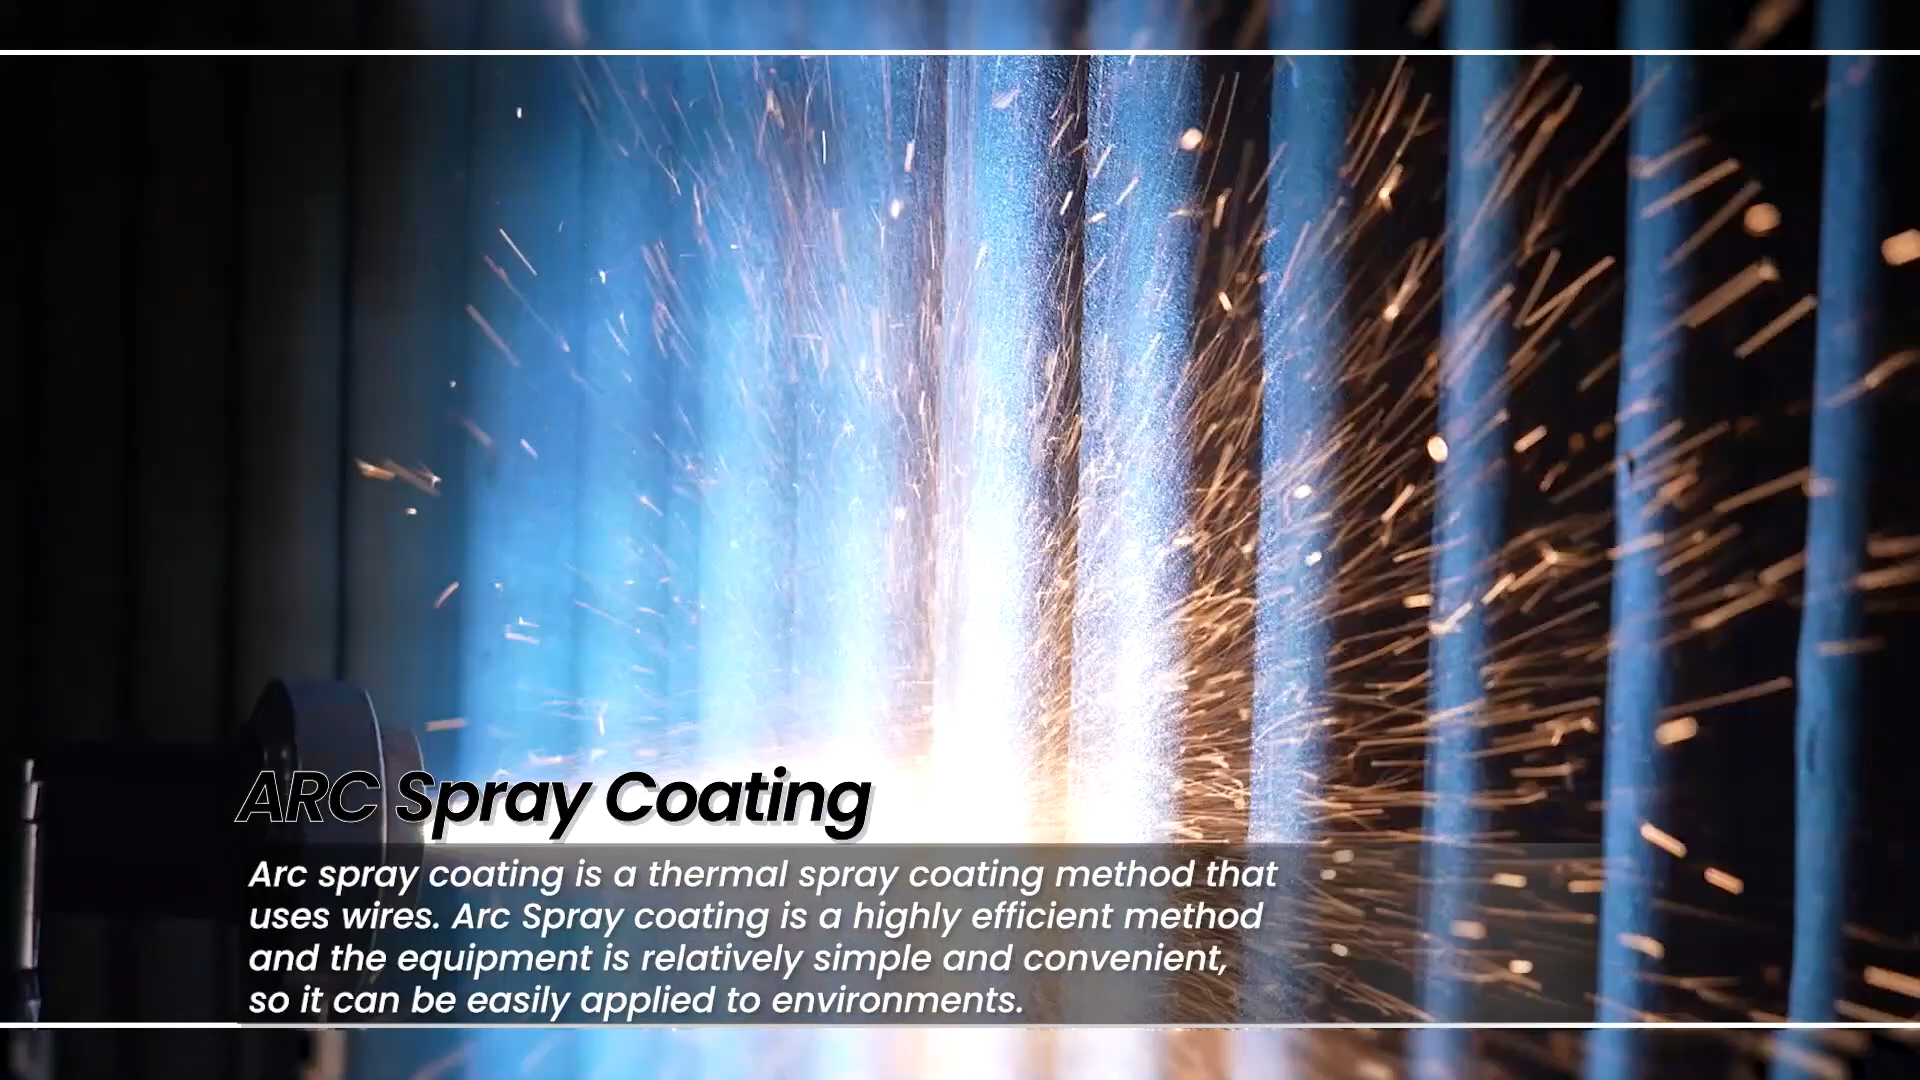 ARC Spray Coating
Arc spray coating is a thermal spray coating method that
uses wires. Arc Spray coating is a highly efficient method
and the equipment is relatively simple and convenient,
so it can be easily applied to environments.